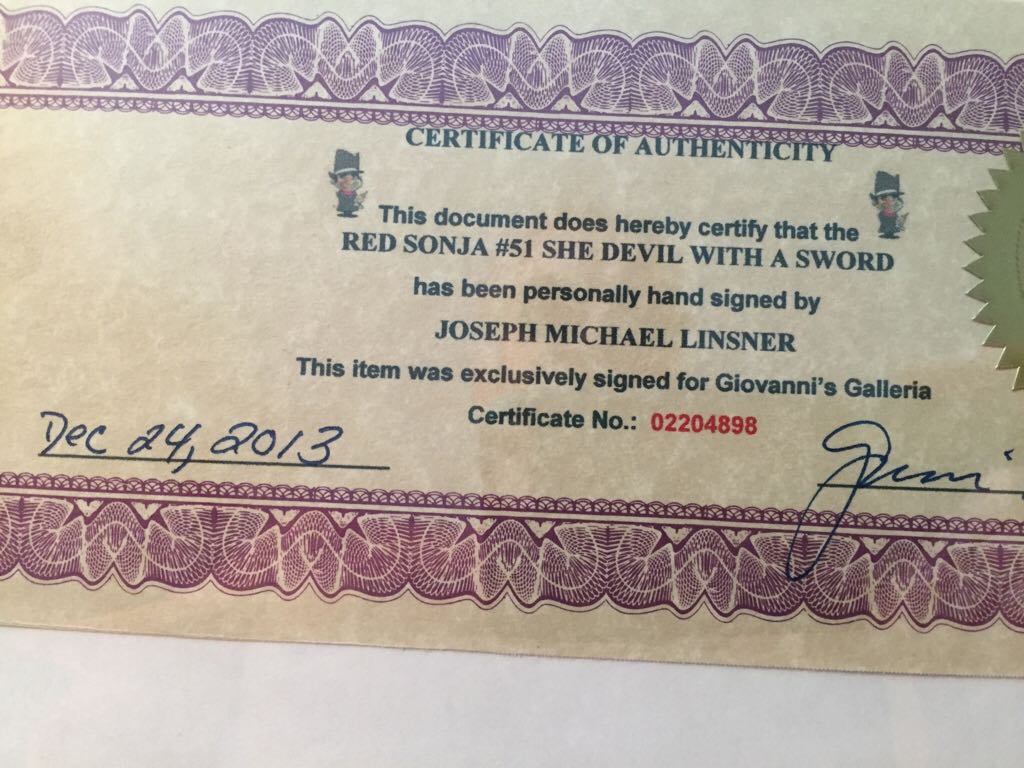 CERTIFICATE OF AUTHENTICITY
This document does hereby certify that the
RED SONJA #51 SHE DEVIL WITH A SWORD
has been personally hand signed by
JOSEPH MICHAEL LINSNER
This item was exclusively signed for Giovanni's Galleria
Certificate No.: 02204898
Dec 24, 2013